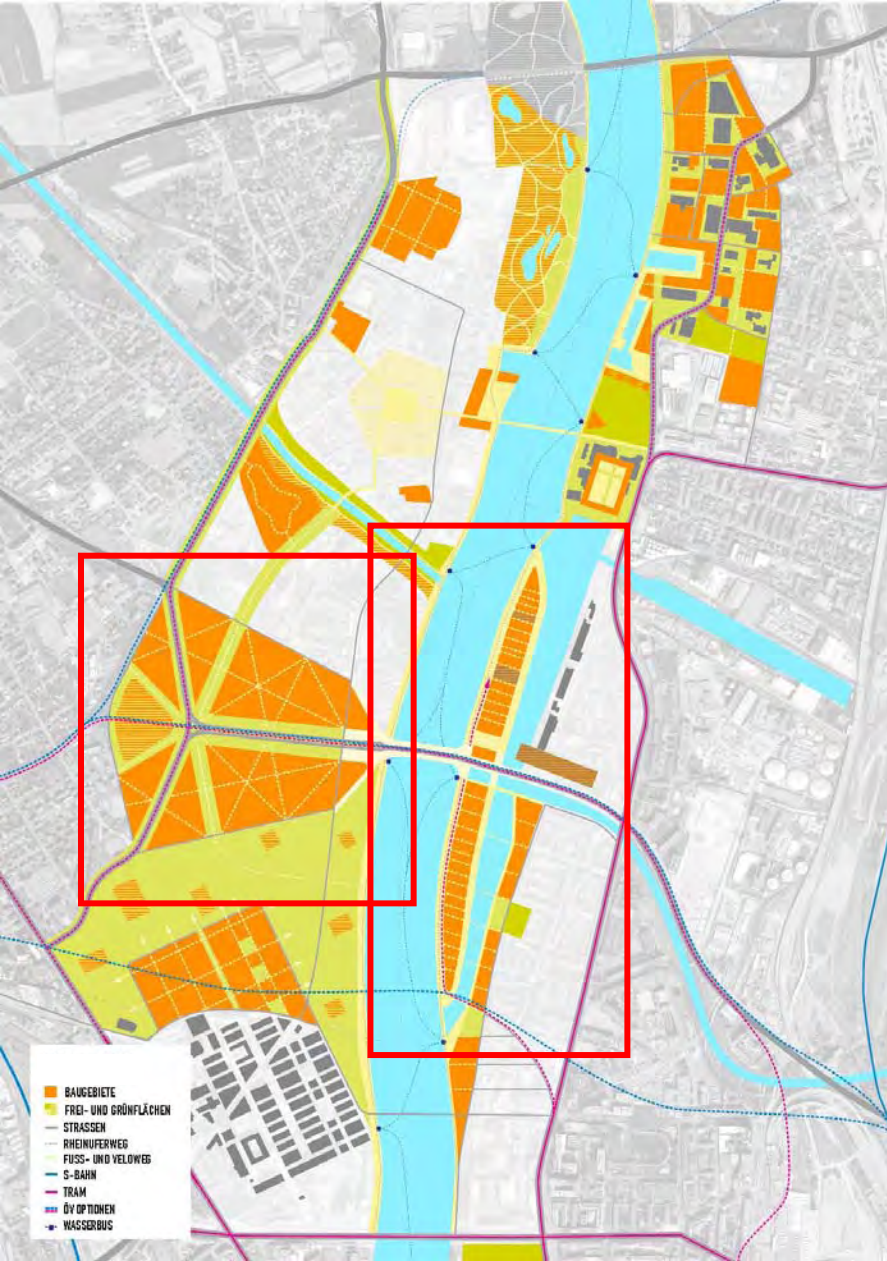 BAUGEBIETE
FREI- UND GRÜNFLÄCHEN
STRASSEN
RHEINUFERWEG
FUSS- UND VELOWEG
S-BAHN
TRAM
ÖV OPTIONEN
WASSERBUS